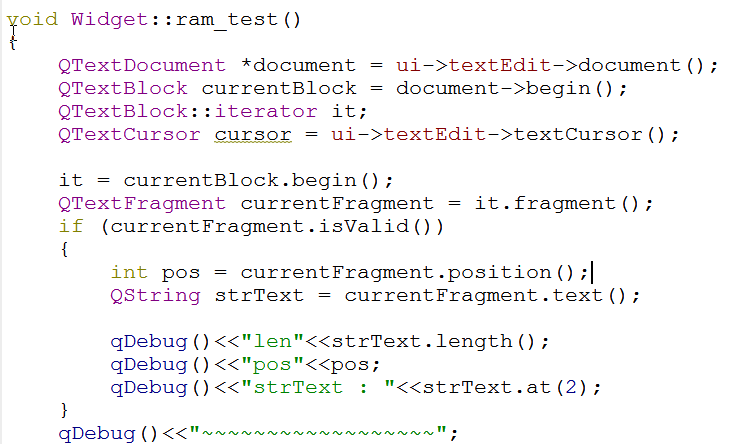 void Widget::ram_test()
{
    QTextDocument *document = ui->textEdit->document();
    QTextBlock currentBlock = document->begin();
    QTextBlock::iterator it;
    QTextCursor cursor = ui->textEdit->textCursor();

    it = currentBlock.begin();
    QTextFragment currentFragment = it.fragment();
    if (currentFragment.isValid())
    {
        int pos = currentFragment.position();
        QString strText = currentFragment.text();

        qDebug()<<"len"<<strText.length();
        qDebug()<<"pos"<<pos;
        qDebug()<<"strText : "<<strText.at(2);
    }
    qDebug()<<"~~~~~~~~~~~~~~~~~~";